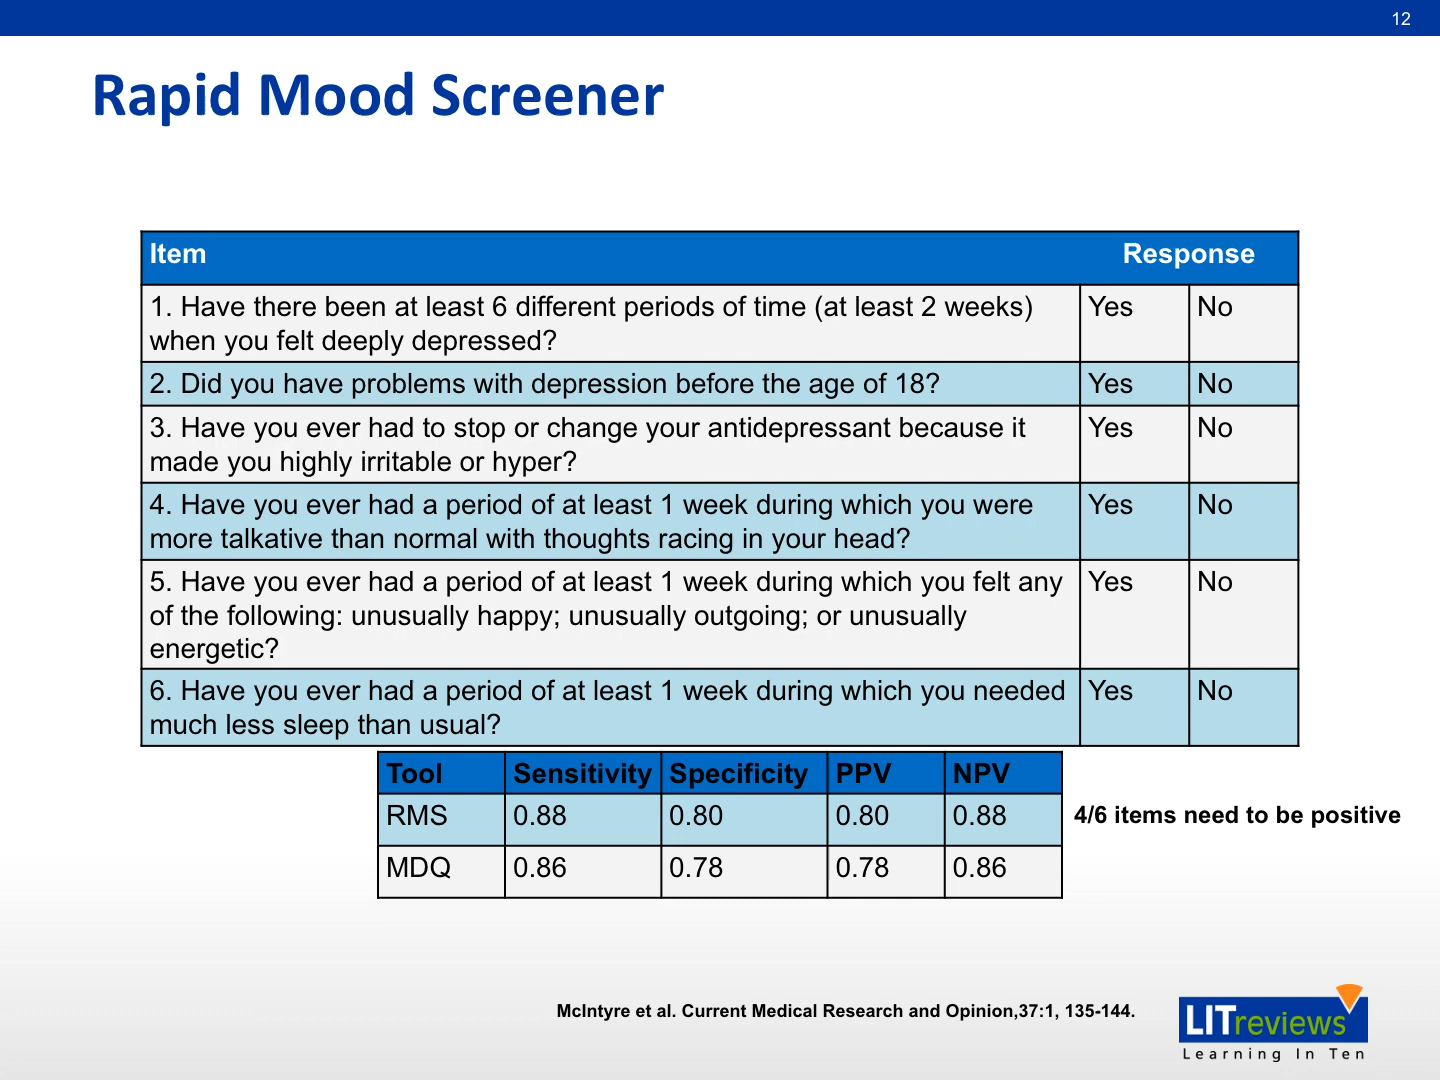 12
Rapid Mood Screener
Item Response
1. Have there been at least 6 different periods of time (at least 2 weeks) Yes No
when you felt deeply depressed?
2. Did you have problems with depression before the age of 18? Yes No
3. Have you ever had to stop or change your antidepressant because it Yes No
made you highly irritable or hyper?
4. Have you ever had a period of at least 1 week during which you were Yes No
more talkative than normal with thoughts racing in your head?
5. Have you ever had a period of at least 1 week during which you felt any Yes No
of the following: unusually happy; unusually outgoing; or unusually
energetic?
6. Have you ever had a period of at least 1 week during which you needed Yes No
much less sleep than usual?
Tool Sensitivity Specificity PPV NPV
RMS 0.88 0.80 0.80 0.88 4/6 items need to be positive
MDQ 0.86 0.78 0.78 0.86
McIntyre et al. Current Medical Research and Opinion,37:1, 135-144.
LITreviews
Learning In Ten